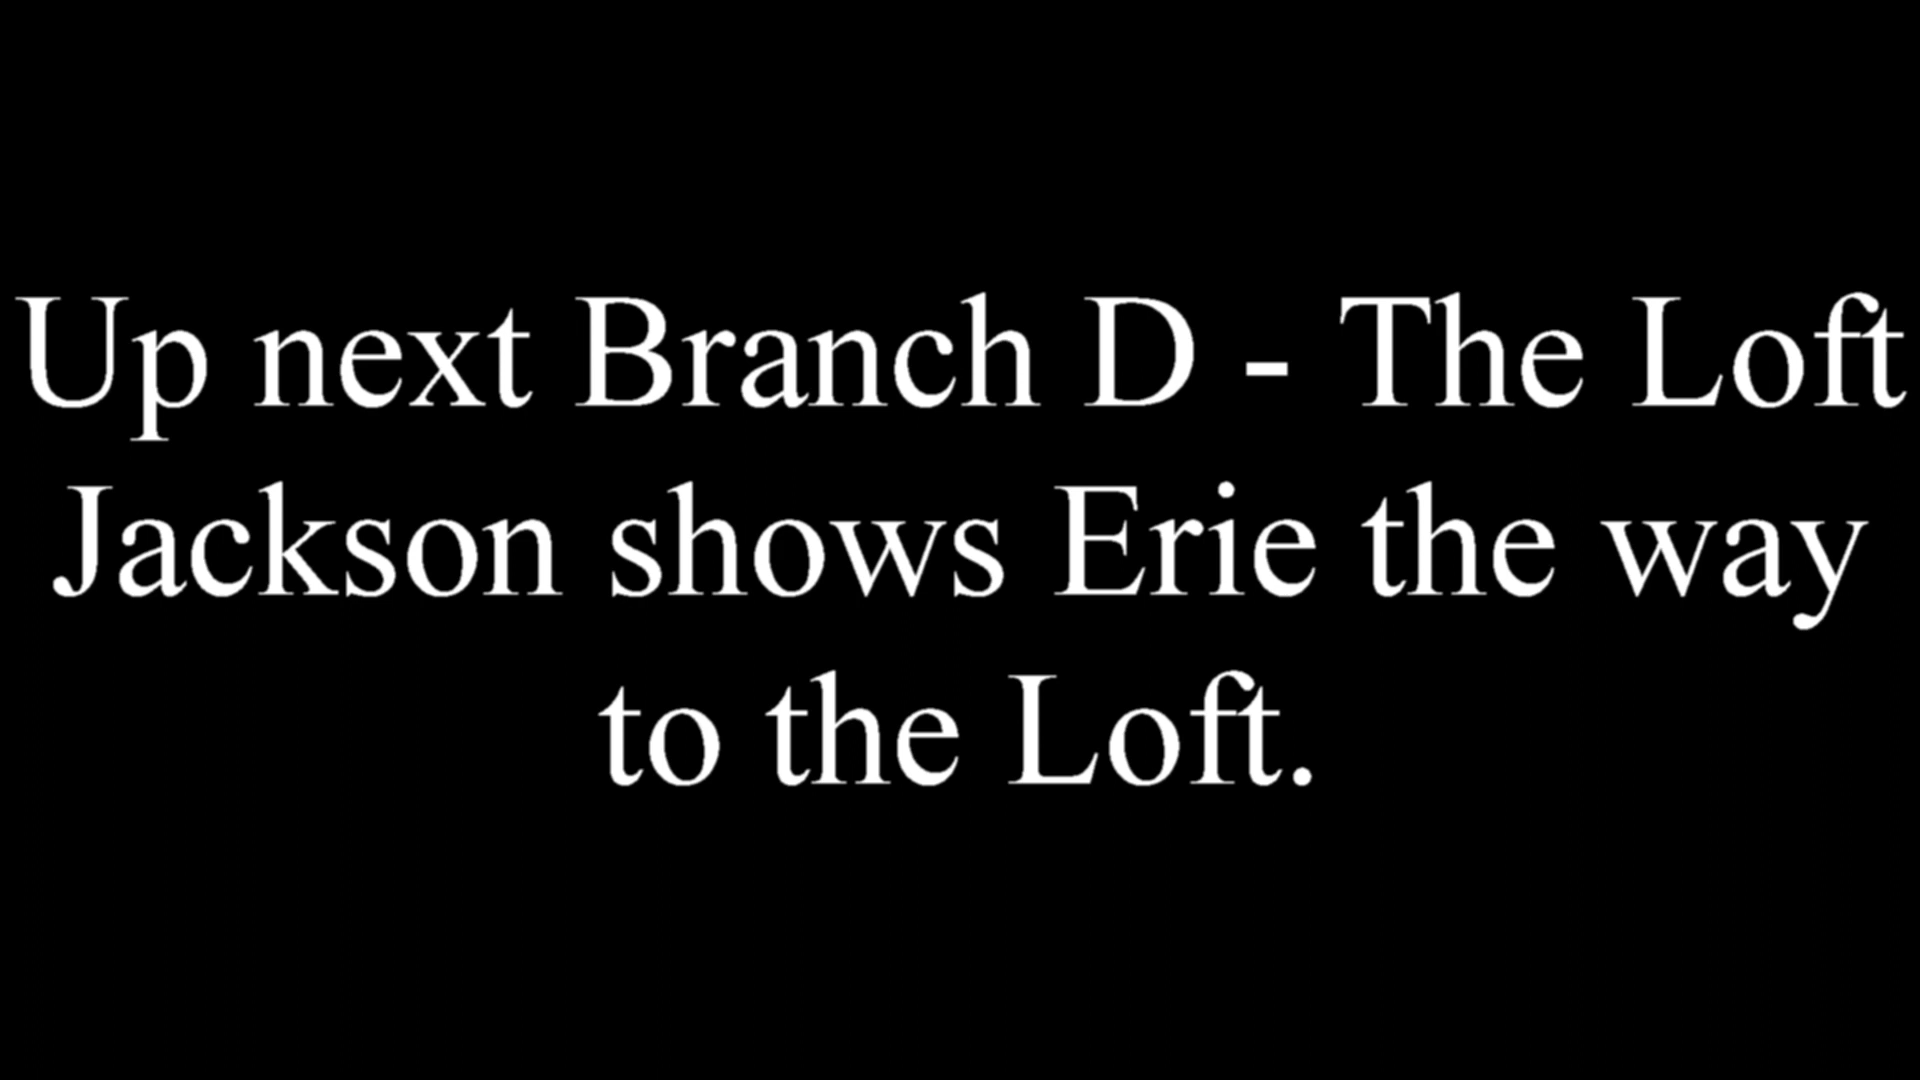 Up next Branch D - The Loft
Jackson shows Erie the way
to the Loft.